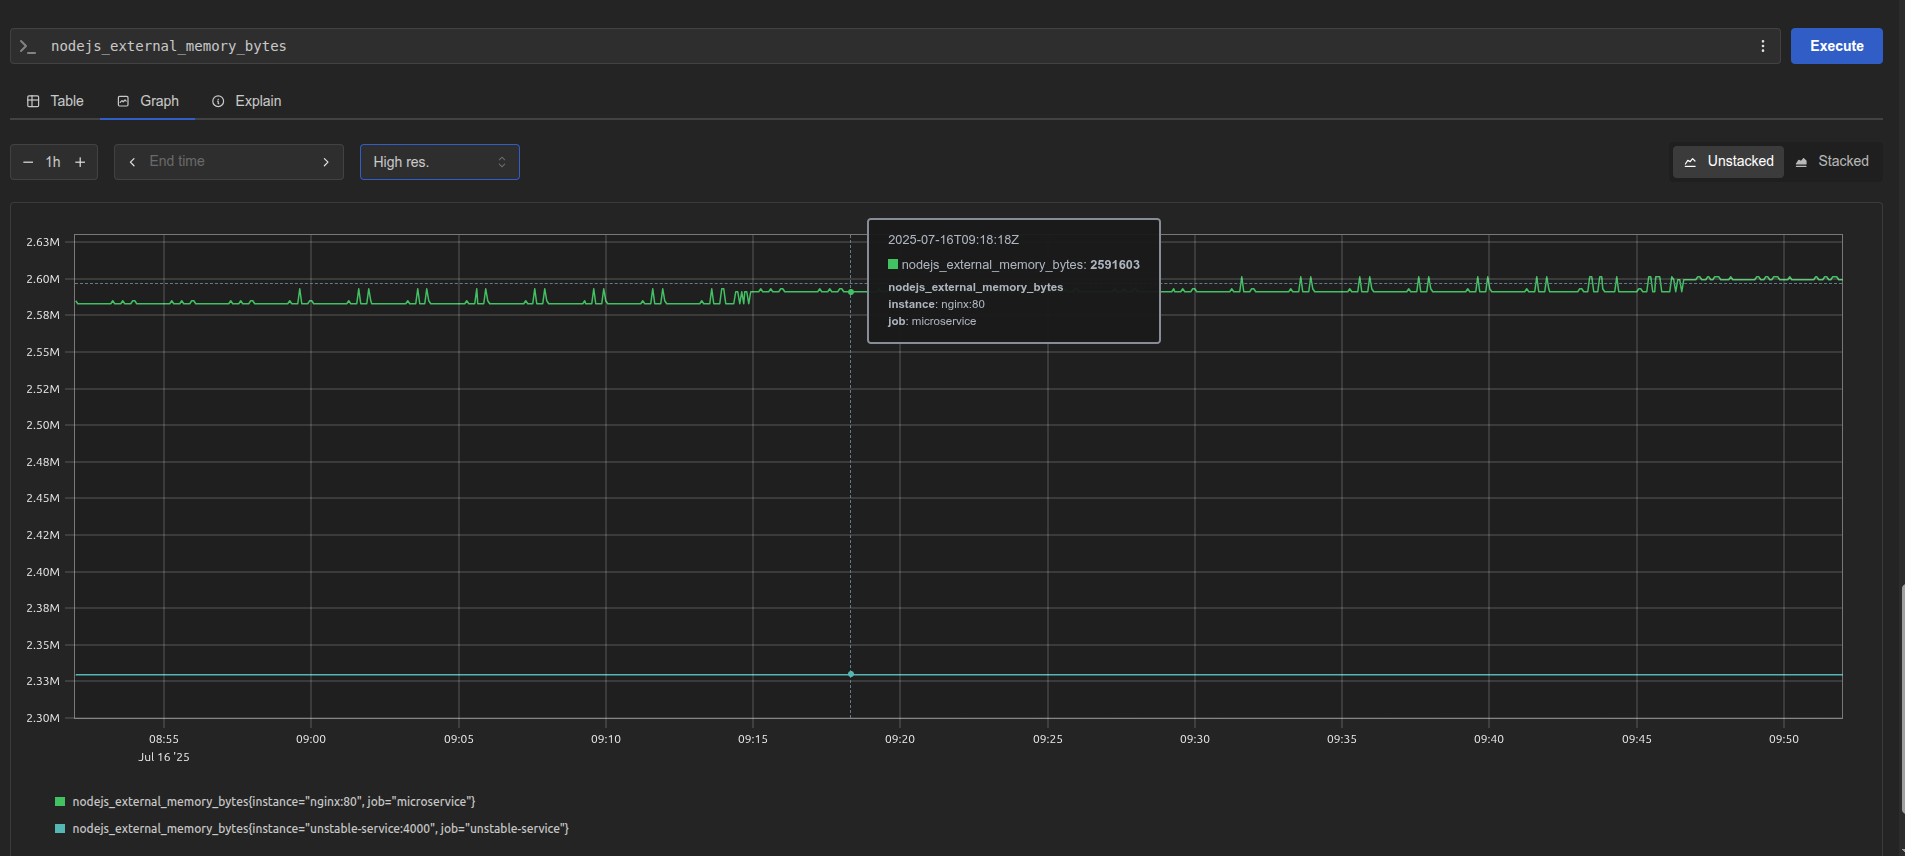 >_ nodejs_external_memory_bytes
Execute
Table Graph Explain
− 1h + < End time > High res. Unstacked Stacked
2025-07-16T09:18:18Z
nodejs_external_memory_bytes: 2591603
nodejs_external_memory_bytes
instance: nginx:80
job: microservice
2.63M
2.60M
2.58M
2.55M
2.52M
2.50M
2.48M
2.45M
2.42M
2.40M
2.38M
2.35M
2.33M
2.30M
08:55 09:00 09:05 09:10 09:15 09:20 09:25 09:30 09:35 09:40 09:45 09:50
Jul 16 '25
nodejs_external_memory_bytes{instance="nginx:80", job="microservice"}
nodejs_external_memory_bytes{instance="unstable-service:4000", job="unstable-service"}